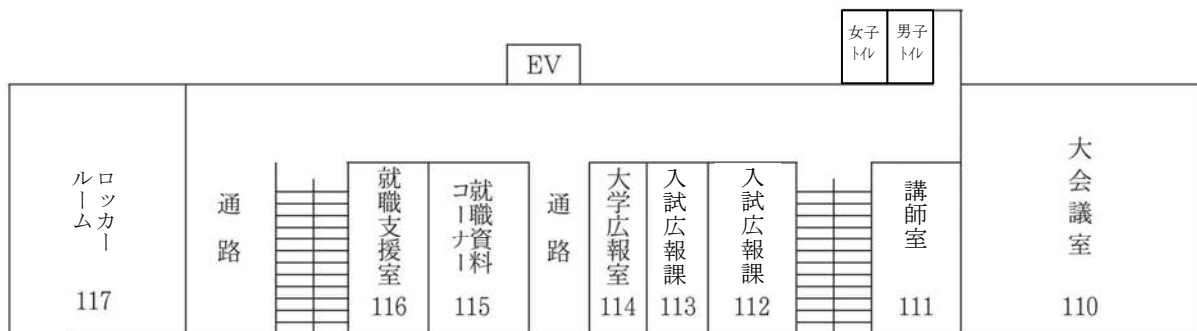 女子
トイレ
男子
トイレ
EV
ロッカー
ルーム
117
通路
就職支援室
116
就職資料
コーナー
115
通路
大学広報室
114
入試広報課
113
入試広報課
112
講師室
111
大会議室
110